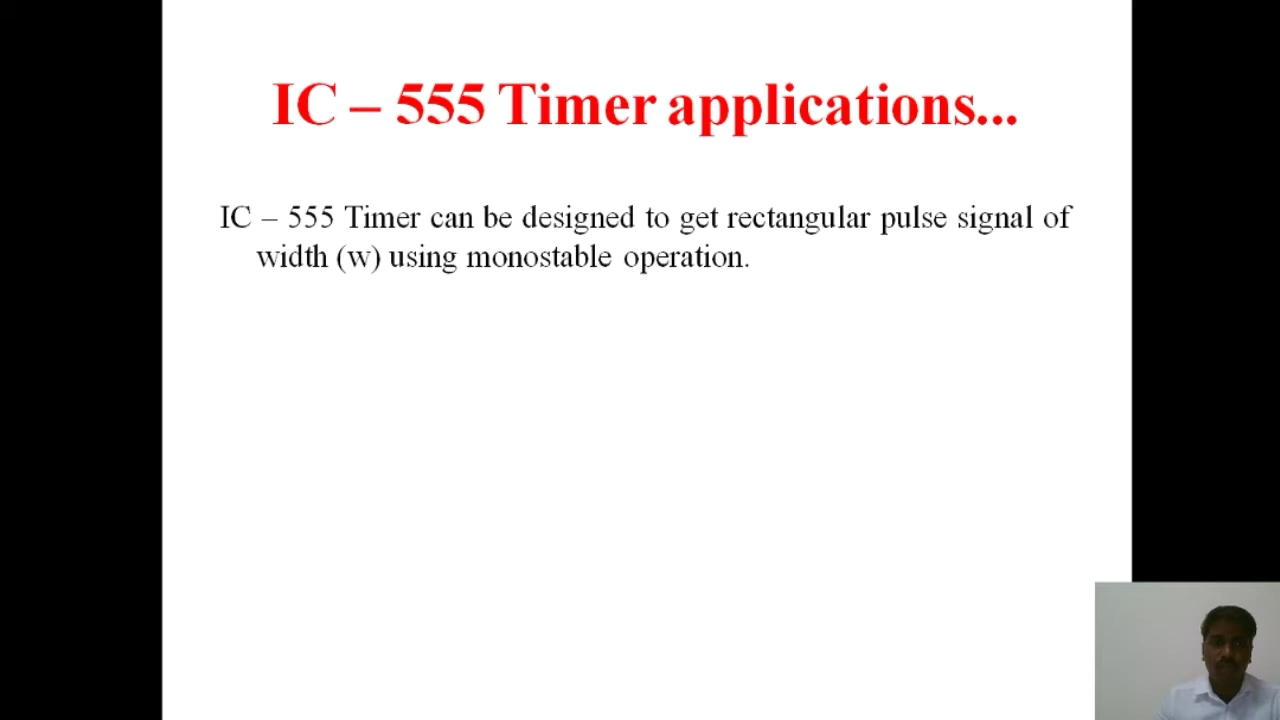 IC – 555 Timer applications...
IC – 555 Timer can be designed to get rectangular pulse signal of
width (w) using monostable operation.